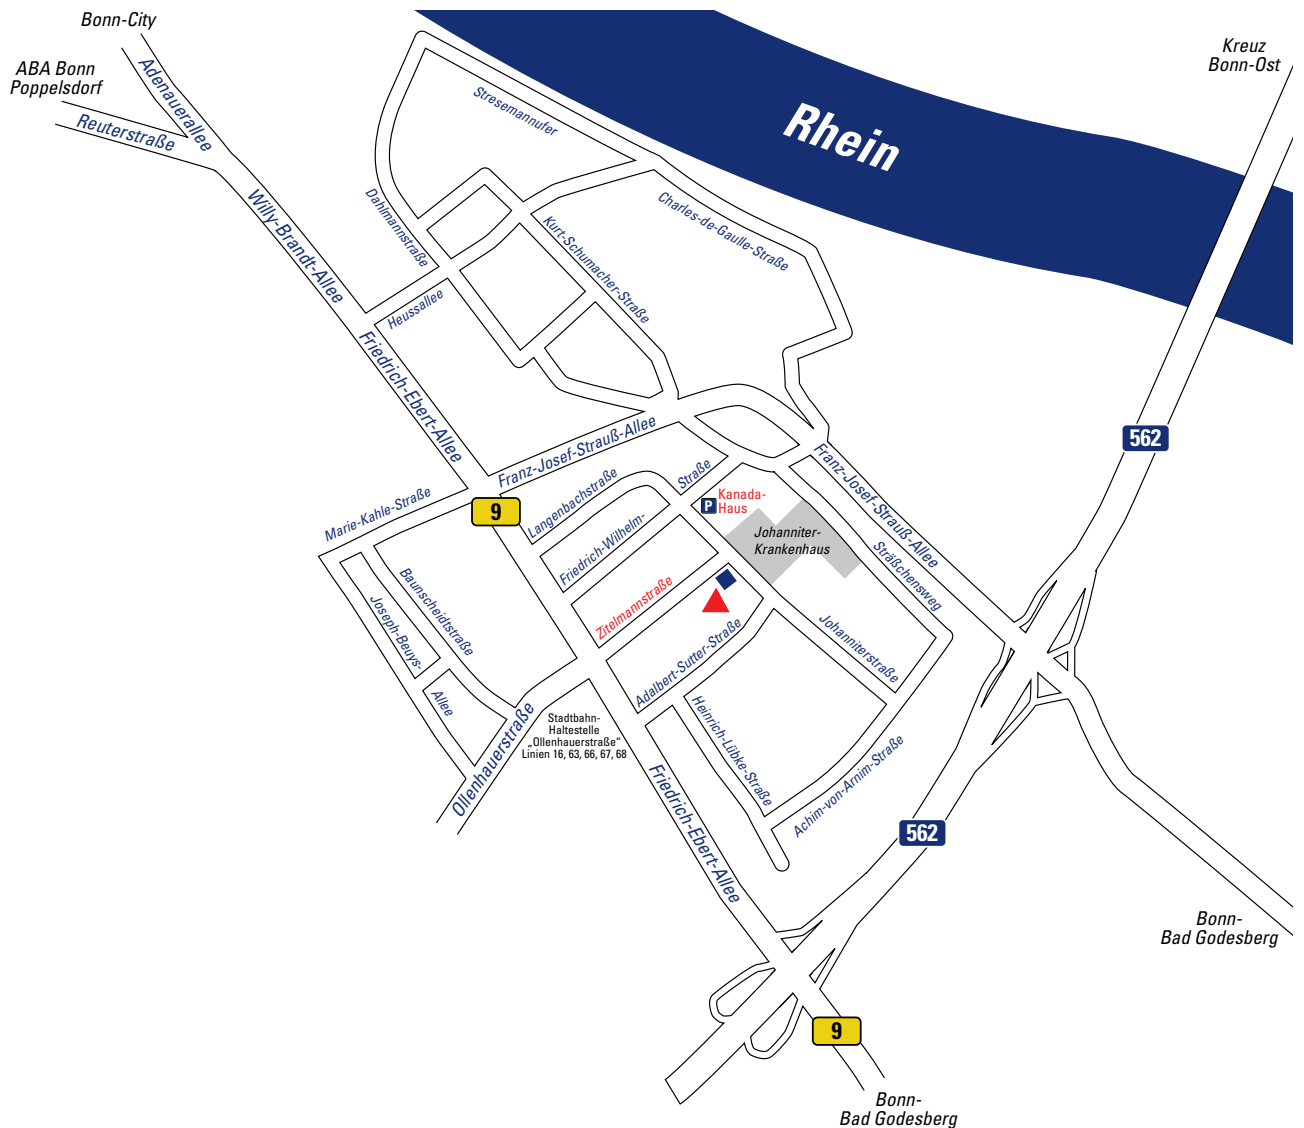 Bonn-City
Kreuz
Bonn-Ost
ABA Bonn
Poppelsdorf
Adenauerallee
Reuterstraße
Stresemannufer
Rhein
Willy-Brandt-Allee
Dahlmannstraße
Kurt-Schumacher-Straße
Charles-de-Gaulle-Straße
Heussallee
Friedrich-Ebert-Allee
Franz-Josef-Strauß-Allee
562
Franz-Josef-Strauß-Allee
Marie-Kahle-Straße
9
Langenbachstraße
Friedrich-Wilhelm-
Straße
P
Kanada-
Haus
Johanniter-
Krankenhaus
Sträßchensweg
Baunscheidtstraße
Joseph-Beuys-
Allee
Zitelmannstraße
Adalbert-Sutter-Straße
Johanniterstraße
Heinrich-Lübke-Straße
Achim-von-Arnim-Straße
Ollenhauerstraße
Stadtbahn-
Haltestelle
„Ollenhauerstraße“
Linien 16, 63, 66, 67, 68
Friedrich-Ebert-Allee
562
Bonn-
Bad Godesberg
9
Bonn-
Bad Godesberg